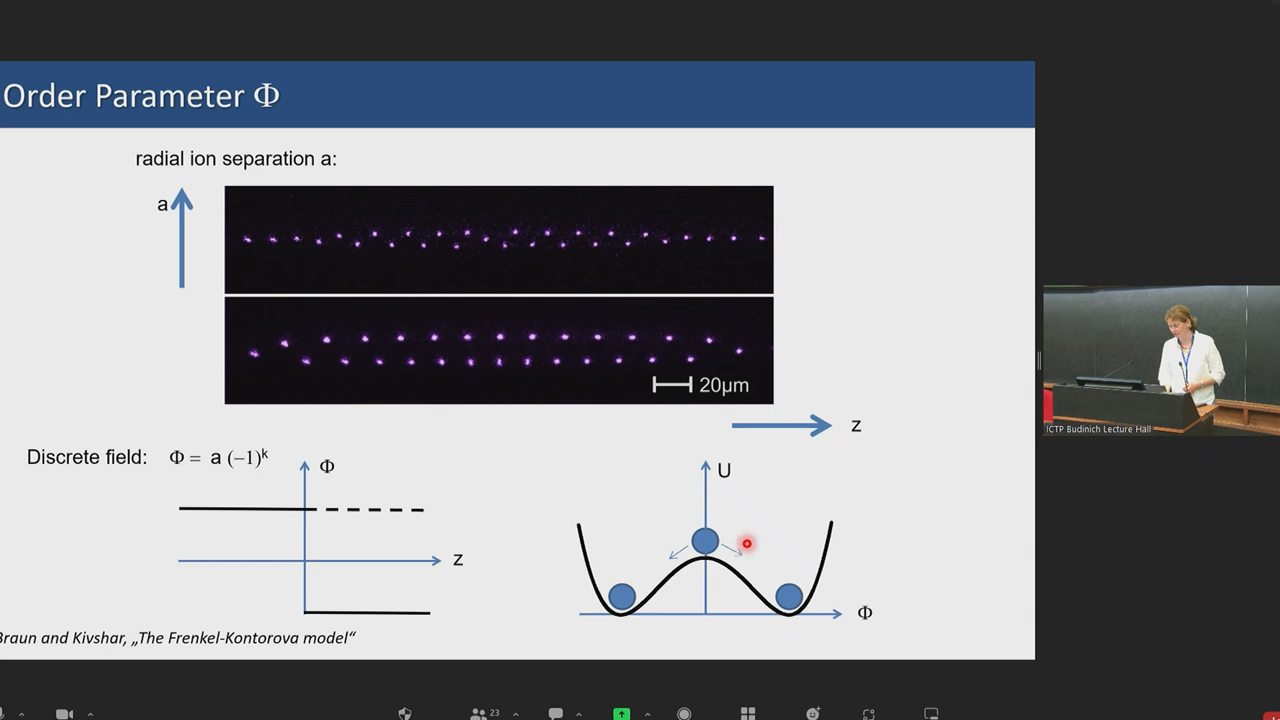 Order Parameter Φ
radial ion separation a:
a
20µm
z
Discrete field: Φ = a (−1)ᵏ
Φ
z
U
Φ
Braun and Kivshar, „The Frenkel-Kontorova model“
ICTP Budinich Lecture Hall
23